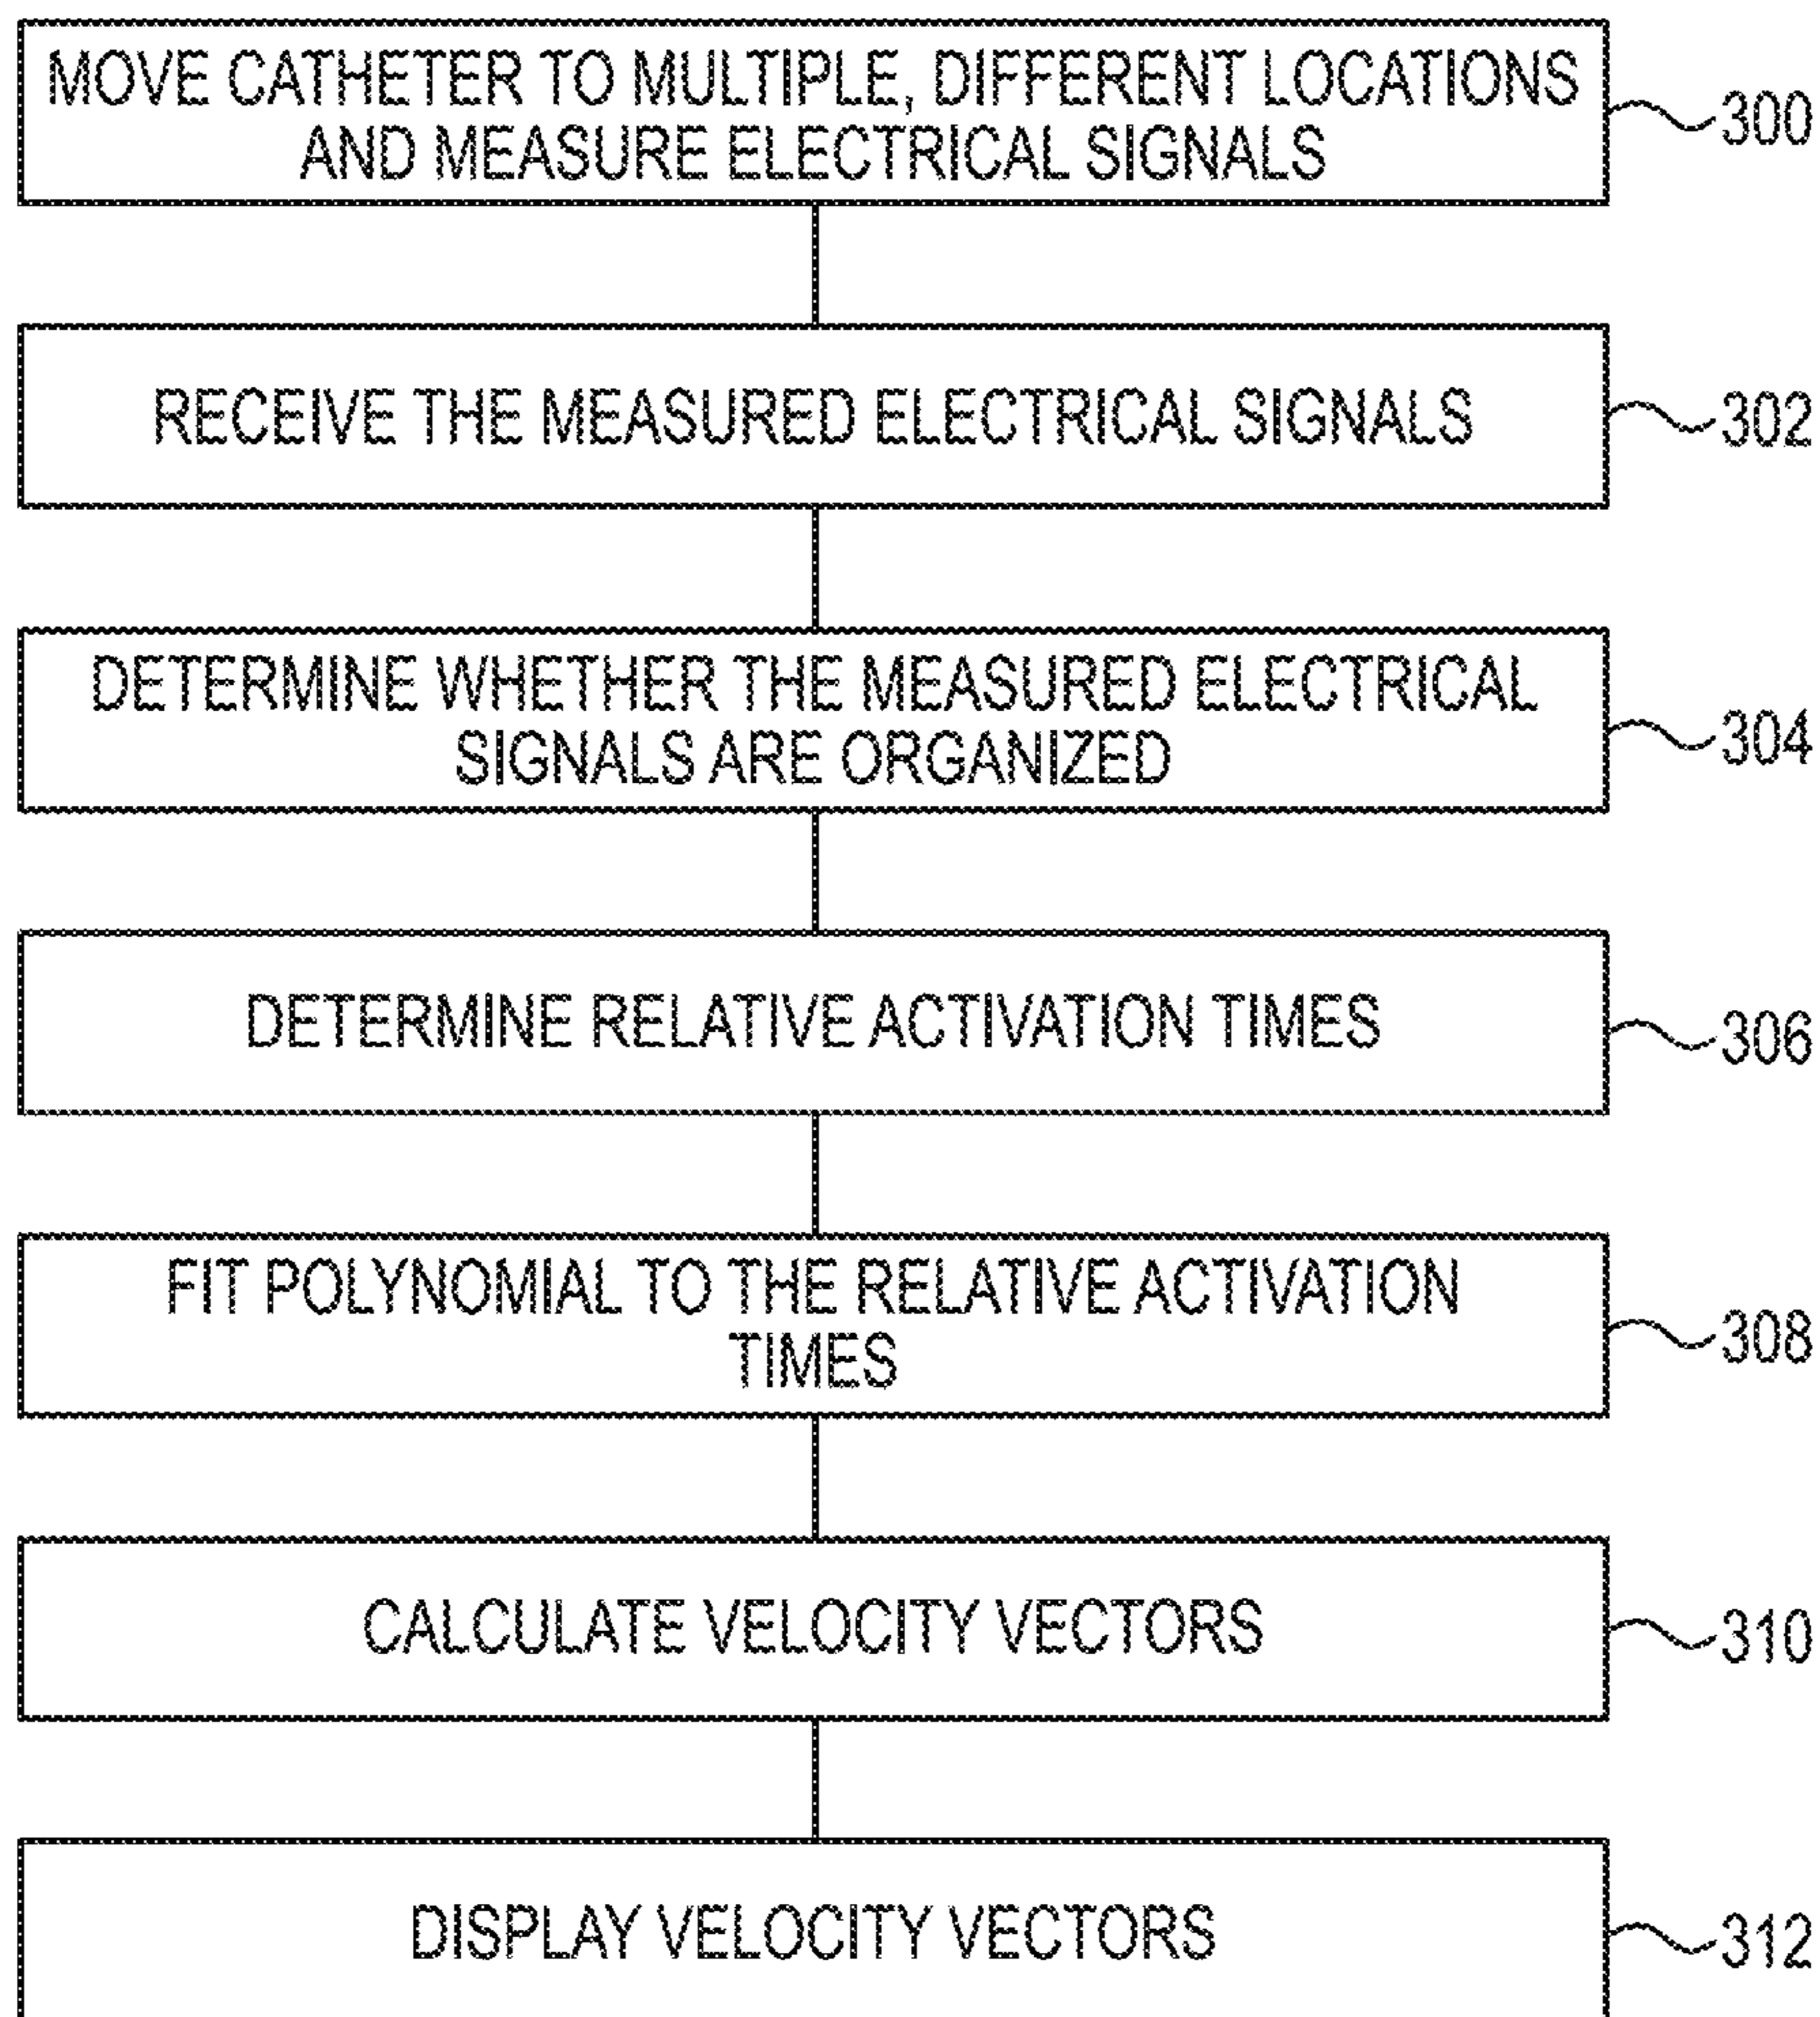 MOVE CATHETER TO MULTIPLE, DIFFERENT LOCATIONS
AND MEASURE ELECTRICAL SIGNALS
300
RECEIVE THE MEASURED ELECTRICAL SIGNALS
302
DETERMINE WHETHER THE MEASURED ELECTRICAL
SIGNALS ARE ORGANIZED
304
DETERMINE RELATIVE ACTIVATION TIMES
306
FIT POLYNOMIAL TO THE RELATIVE ACTIVATION
TIMES
308
CALCULATE VELOCITY VECTORS
310
DISPLAY VELOCITY VECTORS
312